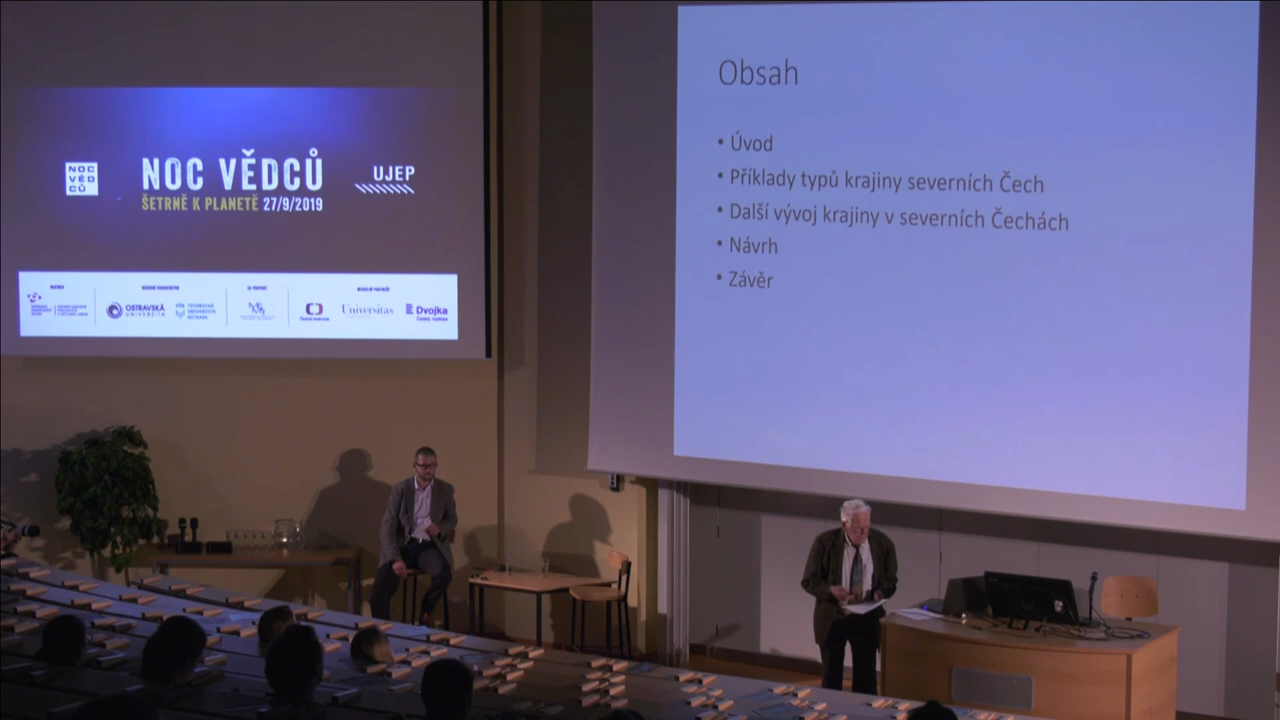 NOC
VĚD
CŮ
NOC VĚDCŮ
ŠETRNĚ K PLANETĚ 27/9/2019
UJEP
OSTRAVSKÁ
UNIVERZITA
Universitas
Dvojka
Obsah
• Úvod
• Příklady typů krajiny severních Čech
• Další vývoj krajiny v severních Čechách
• Návrh
• Závěr